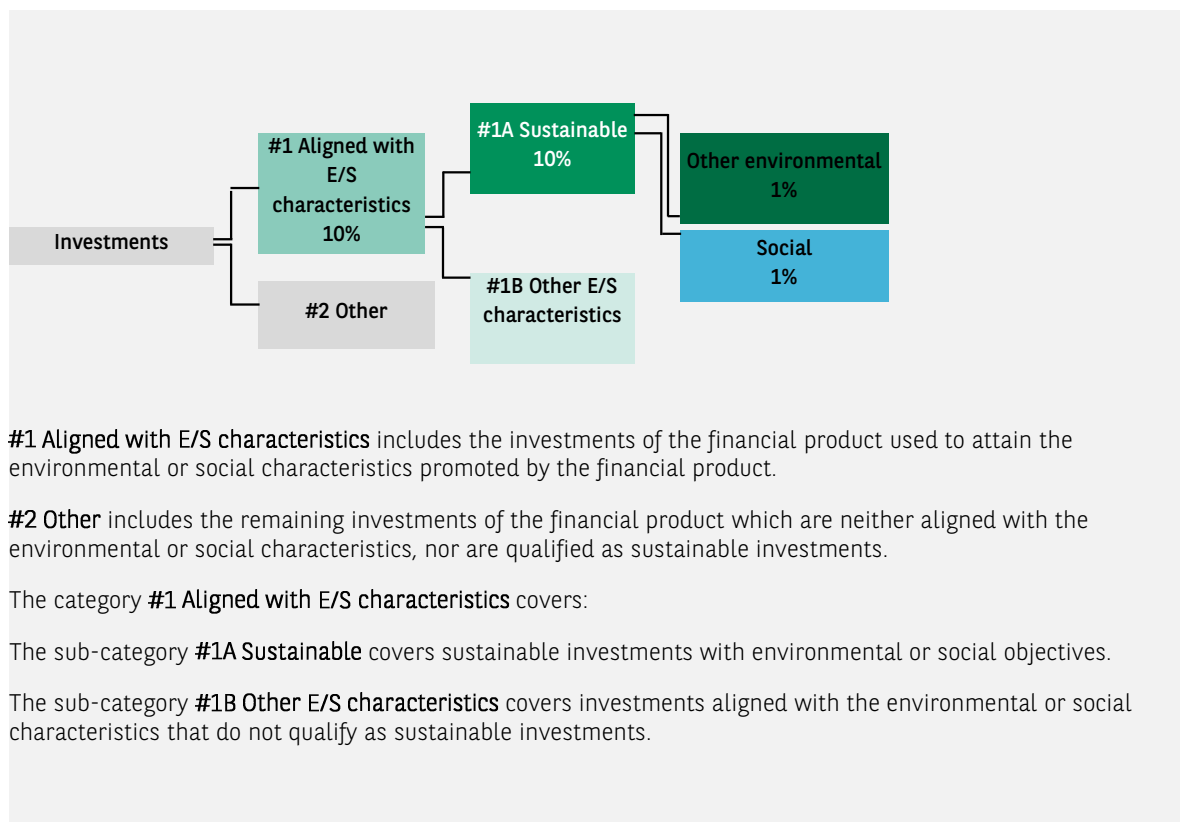 #1A Sustainable
10%
#1 Aligned with
E/S
characteristics
10%
Other environmental
1%
Investments
Social
1%
#2 Other
#1B Other E/S
characteristics
#1 Aligned with E/S characteristics includes the investments of the financial product used to attain the
environmental or social characteristics promoted by the financial product.
#2 Other includes the remaining investments of the financial product which are neither aligned with the
environmental or social characteristics, nor are qualified as sustainable investments.
The category #1 Aligned with E/S characteristics covers:
The sub-category #1A Sustainable covers sustainable investments with environmental or social objectives.
The sub-category #1B Other E/S characteristics covers investments aligned with the environmental or social
characteristics that do not qualify as sustainable investments.